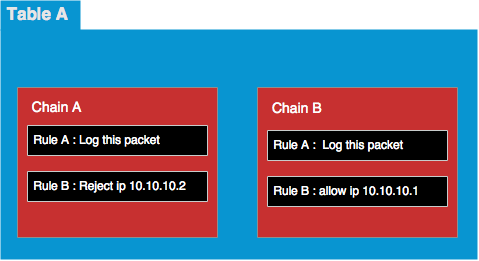 Table A
Chain A
Rule A : Log this packet
Rule B : Reject ip 10.10.10.2
Chain B
Rule A :  Log this packet
Rule B : allow ip 10.10.10.1